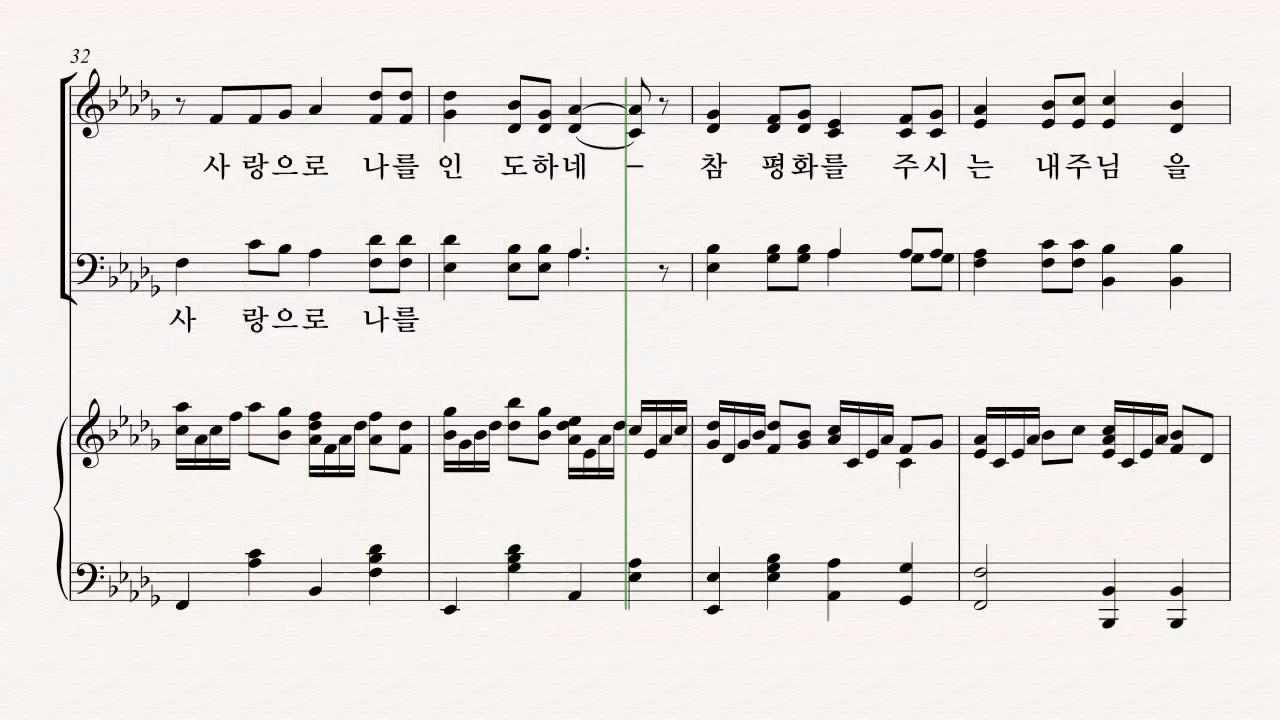 32
사 랑으로 나를 인 도하네 – 참 평화를 주시 는 내주님 을
사 랑으로 나를